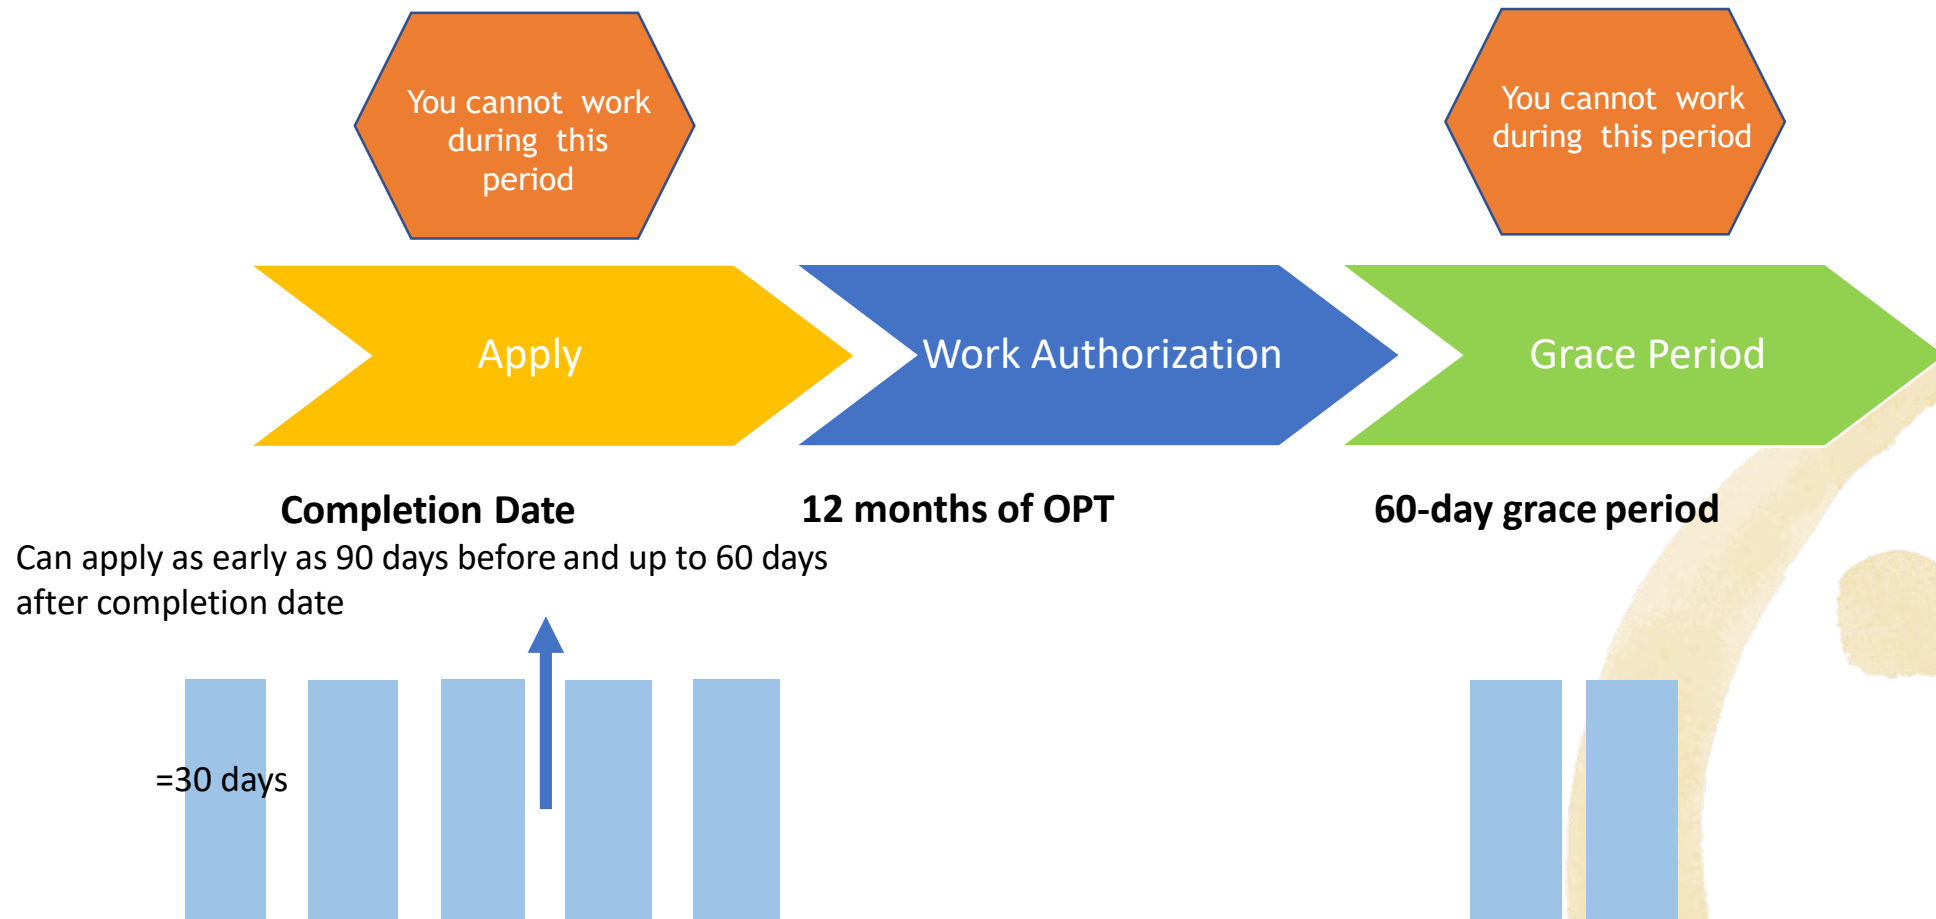 You cannot work
during this
period
You cannot work
during this period
Apply
Work Authorization
Grace Period
Completion Date
Can apply as early as 90 days before and up to 60 days
after completion date
12 months of OPT
60-day grace period
=30 days